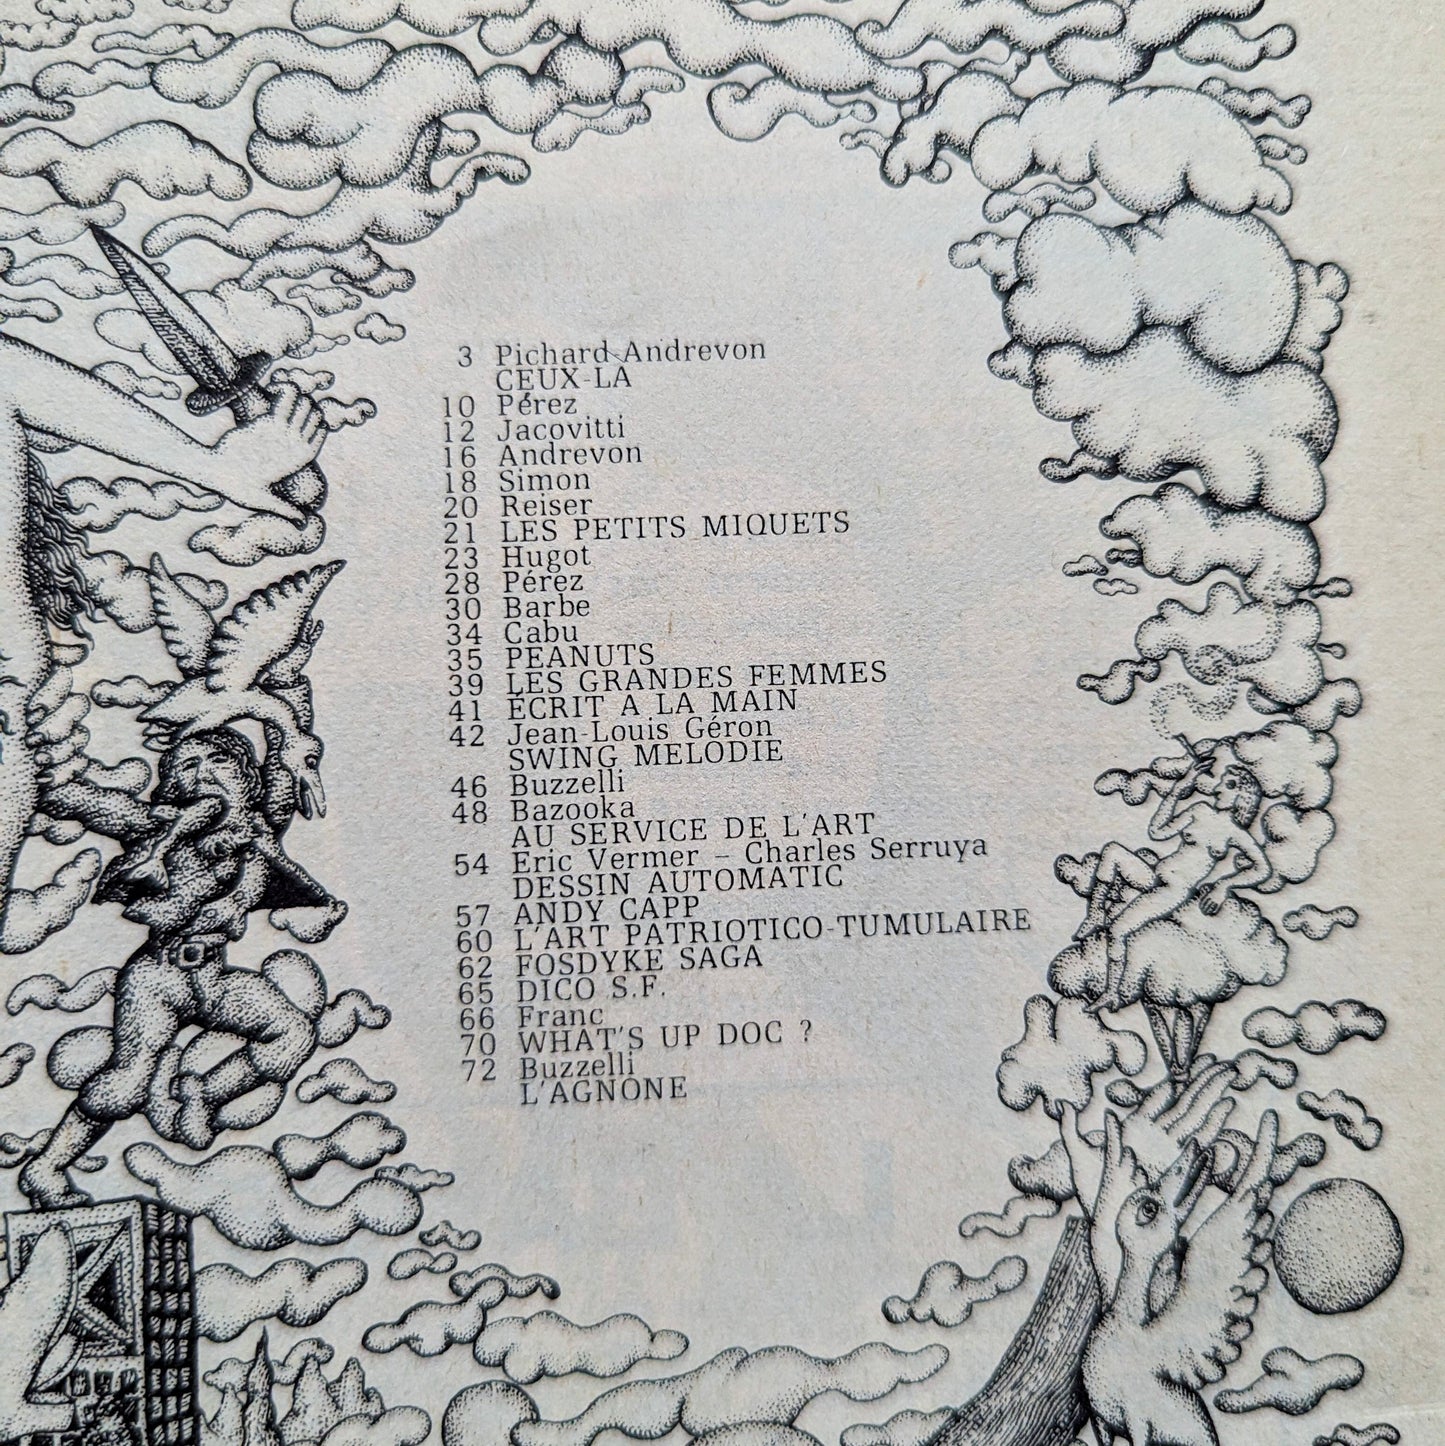 3 Pichard-Andrevon
CEUX-LA
10 Pérez
12 Jacovitti
16 Andrevon
18 Simon
20 Reiser
21 LES PETITS MIQUETS
23 Hugot
28 Pérez
30 Barbe
34 Cabu
35 PEANUTS
39 LES GRANDES FEMMES
41 ÉCRIT A LA MAIN
42 Jean-Louis Géron
SWING MELODIE
46 Buzzelli
48 Bazooka
AU SERVICE DE L'ART
54 Eric Vermer – Charles Serruya
DESSIN AUTOMATIC
57 ANDY CAPP
60 L'ART PATRIOTICO-TUMULAIRE
62 FOSDYKE SAGA
65 DICO S.F.
66 Franc
70 WHAT'S UP DOC ?
72 Buzzelli
L'AGNONE